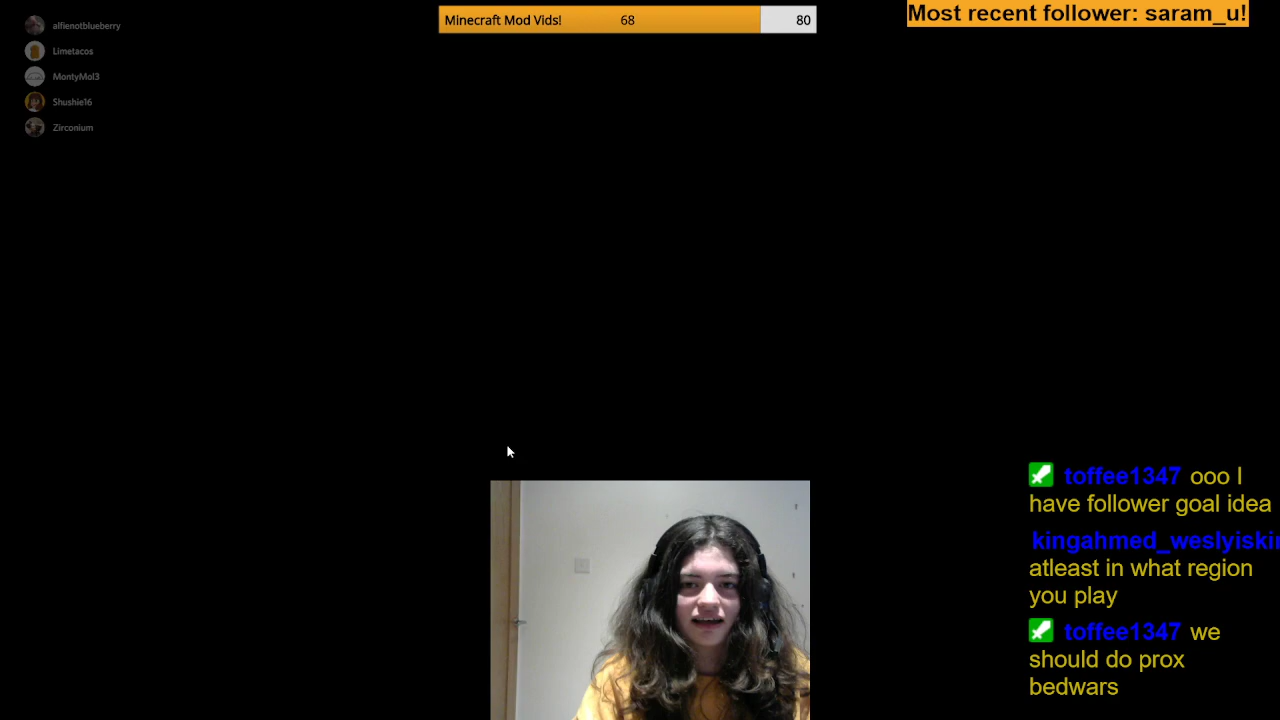 alfienotblueberry
Limetacos
MontyMol3
Shushie16
Zirconium
Minecraft Mod Vids! 68 80
Most recent follower: saram_u!
toffee1347 ooo I
have follower goal idea
kingahmed_weslyiskin
atleast in what region
you play
toffee1347 we
should do prox
bedwars